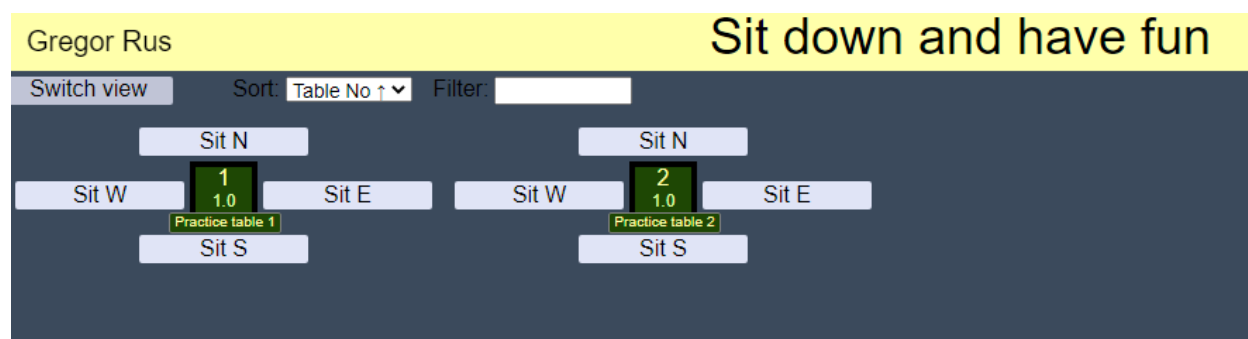 Gregor Rus Sit down and have fun
Switch view Sort: Table No ↑ Filter:
Sit N Sit N
Sit W 1 Sit E Sit W 2 Sit E
1.0 1.0
Practice table 1 Practice table 2
Sit S Sit S